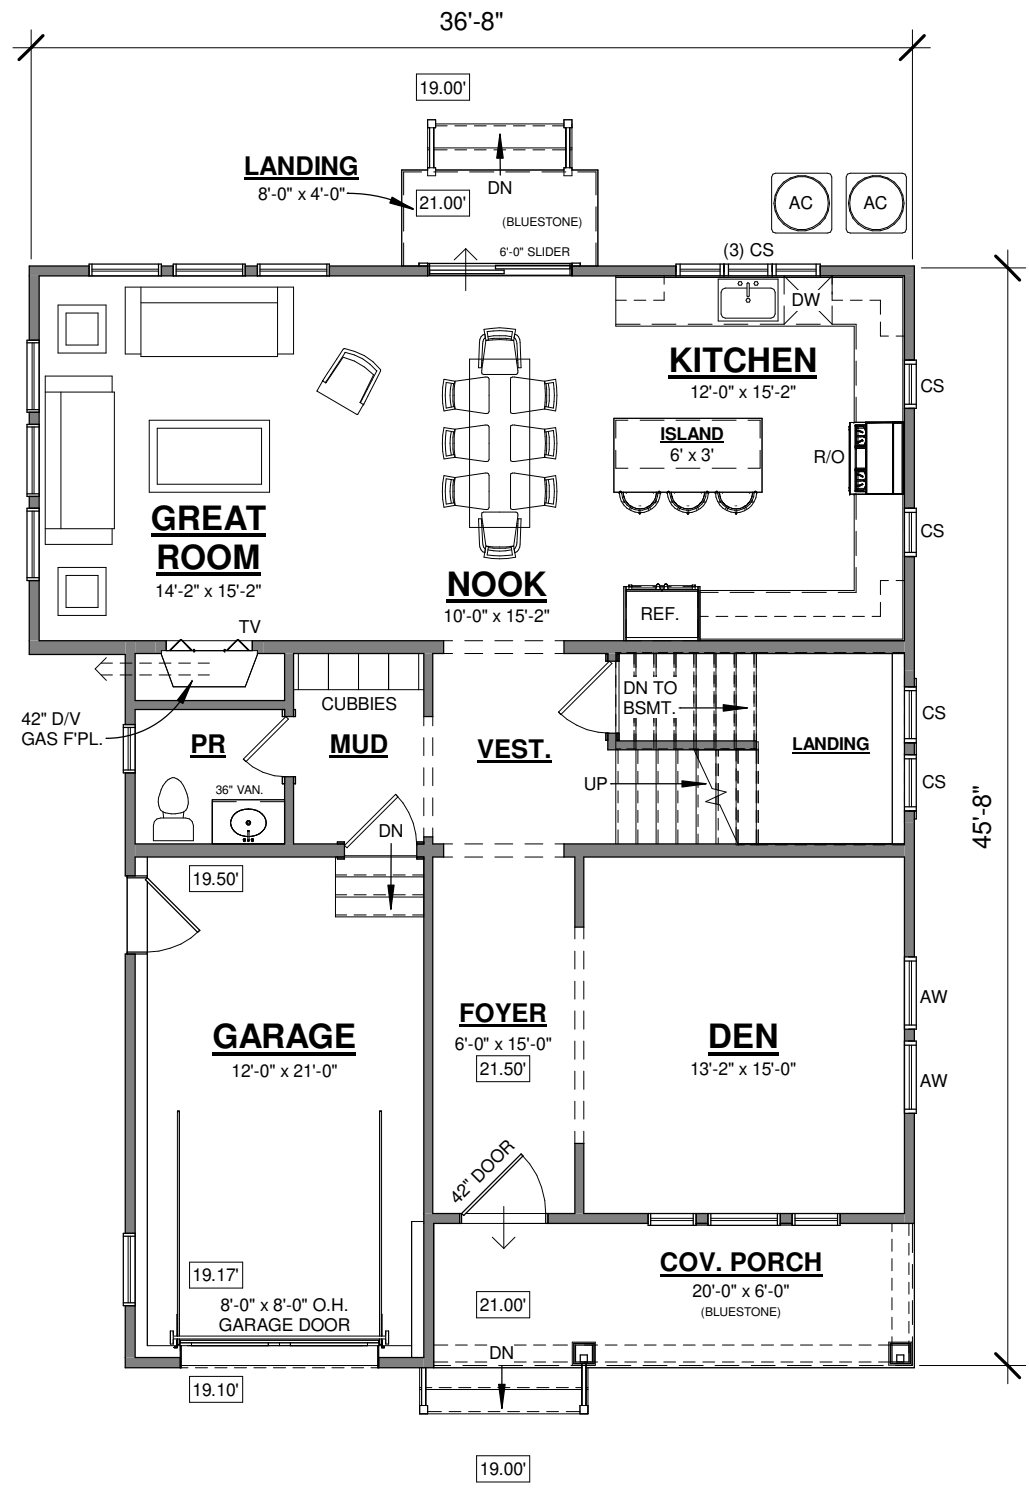 36'-8"
19.00'
LANDING
8'-0" x 4'-0"
DN
21.00'
(BLUESTONE)
6'-0" SLIDER
AC
AC
(3) CS
DW
KITCHEN
12'-0" x 15'-2"
CS
ISLAND
6' x 3'
R/O
GREAT
ROOM
14'-2" x 15'-2"
CS
NOOK
10'-0" x 15'-2"
REF.
TV
42" D/V
GAS F'PL.
CUBBIES
PR
MUD
VEST.
DN TO
BSMT.
LANDING
CS
36" VAN.
UP
CS
DN
45'-8"
19.50'
AW
FOYER
6'-0" x 15'-0"
21.50'
GARAGE
12'-0" x 21'-0"
DEN
13'-2" x 15'-0"
AW
42" DOOR
19.17'
8'-0" x 8'-0" O.H.
GARAGE DOOR
COV. PORCH
20'-0" x 6'-0"
(BLUESTONE)
21.00'
DN
19.10'
19.00'